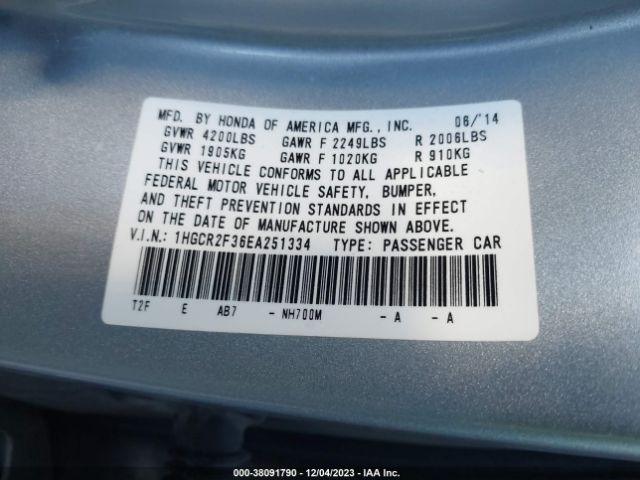 MFD. BY HONDA OF AMERICA MFG., INC. 06/'14
GVWR 4200LBS GAWR F 2249LBS R 2006LBS
GVWR 1905KG GAWR F 1020KG R 910KG
THIS VEHICLE CONFORMS TO ALL APPLICABLE
FEDERAL MOTOR VEHICLE SAFETY, BUMPER,
AND THEFT PREVENTION STANDARDS IN EFFECT
ON THE DATE OF MANUFACTURE SHOWN ABOVE.
V.I.N.: 1HGCR2F36EA251334 TYPE: PASSENGER CAR
T2F E AB7 - NH700M - A - A
000-38091790 - 12/04/2023 - IAA Inc.